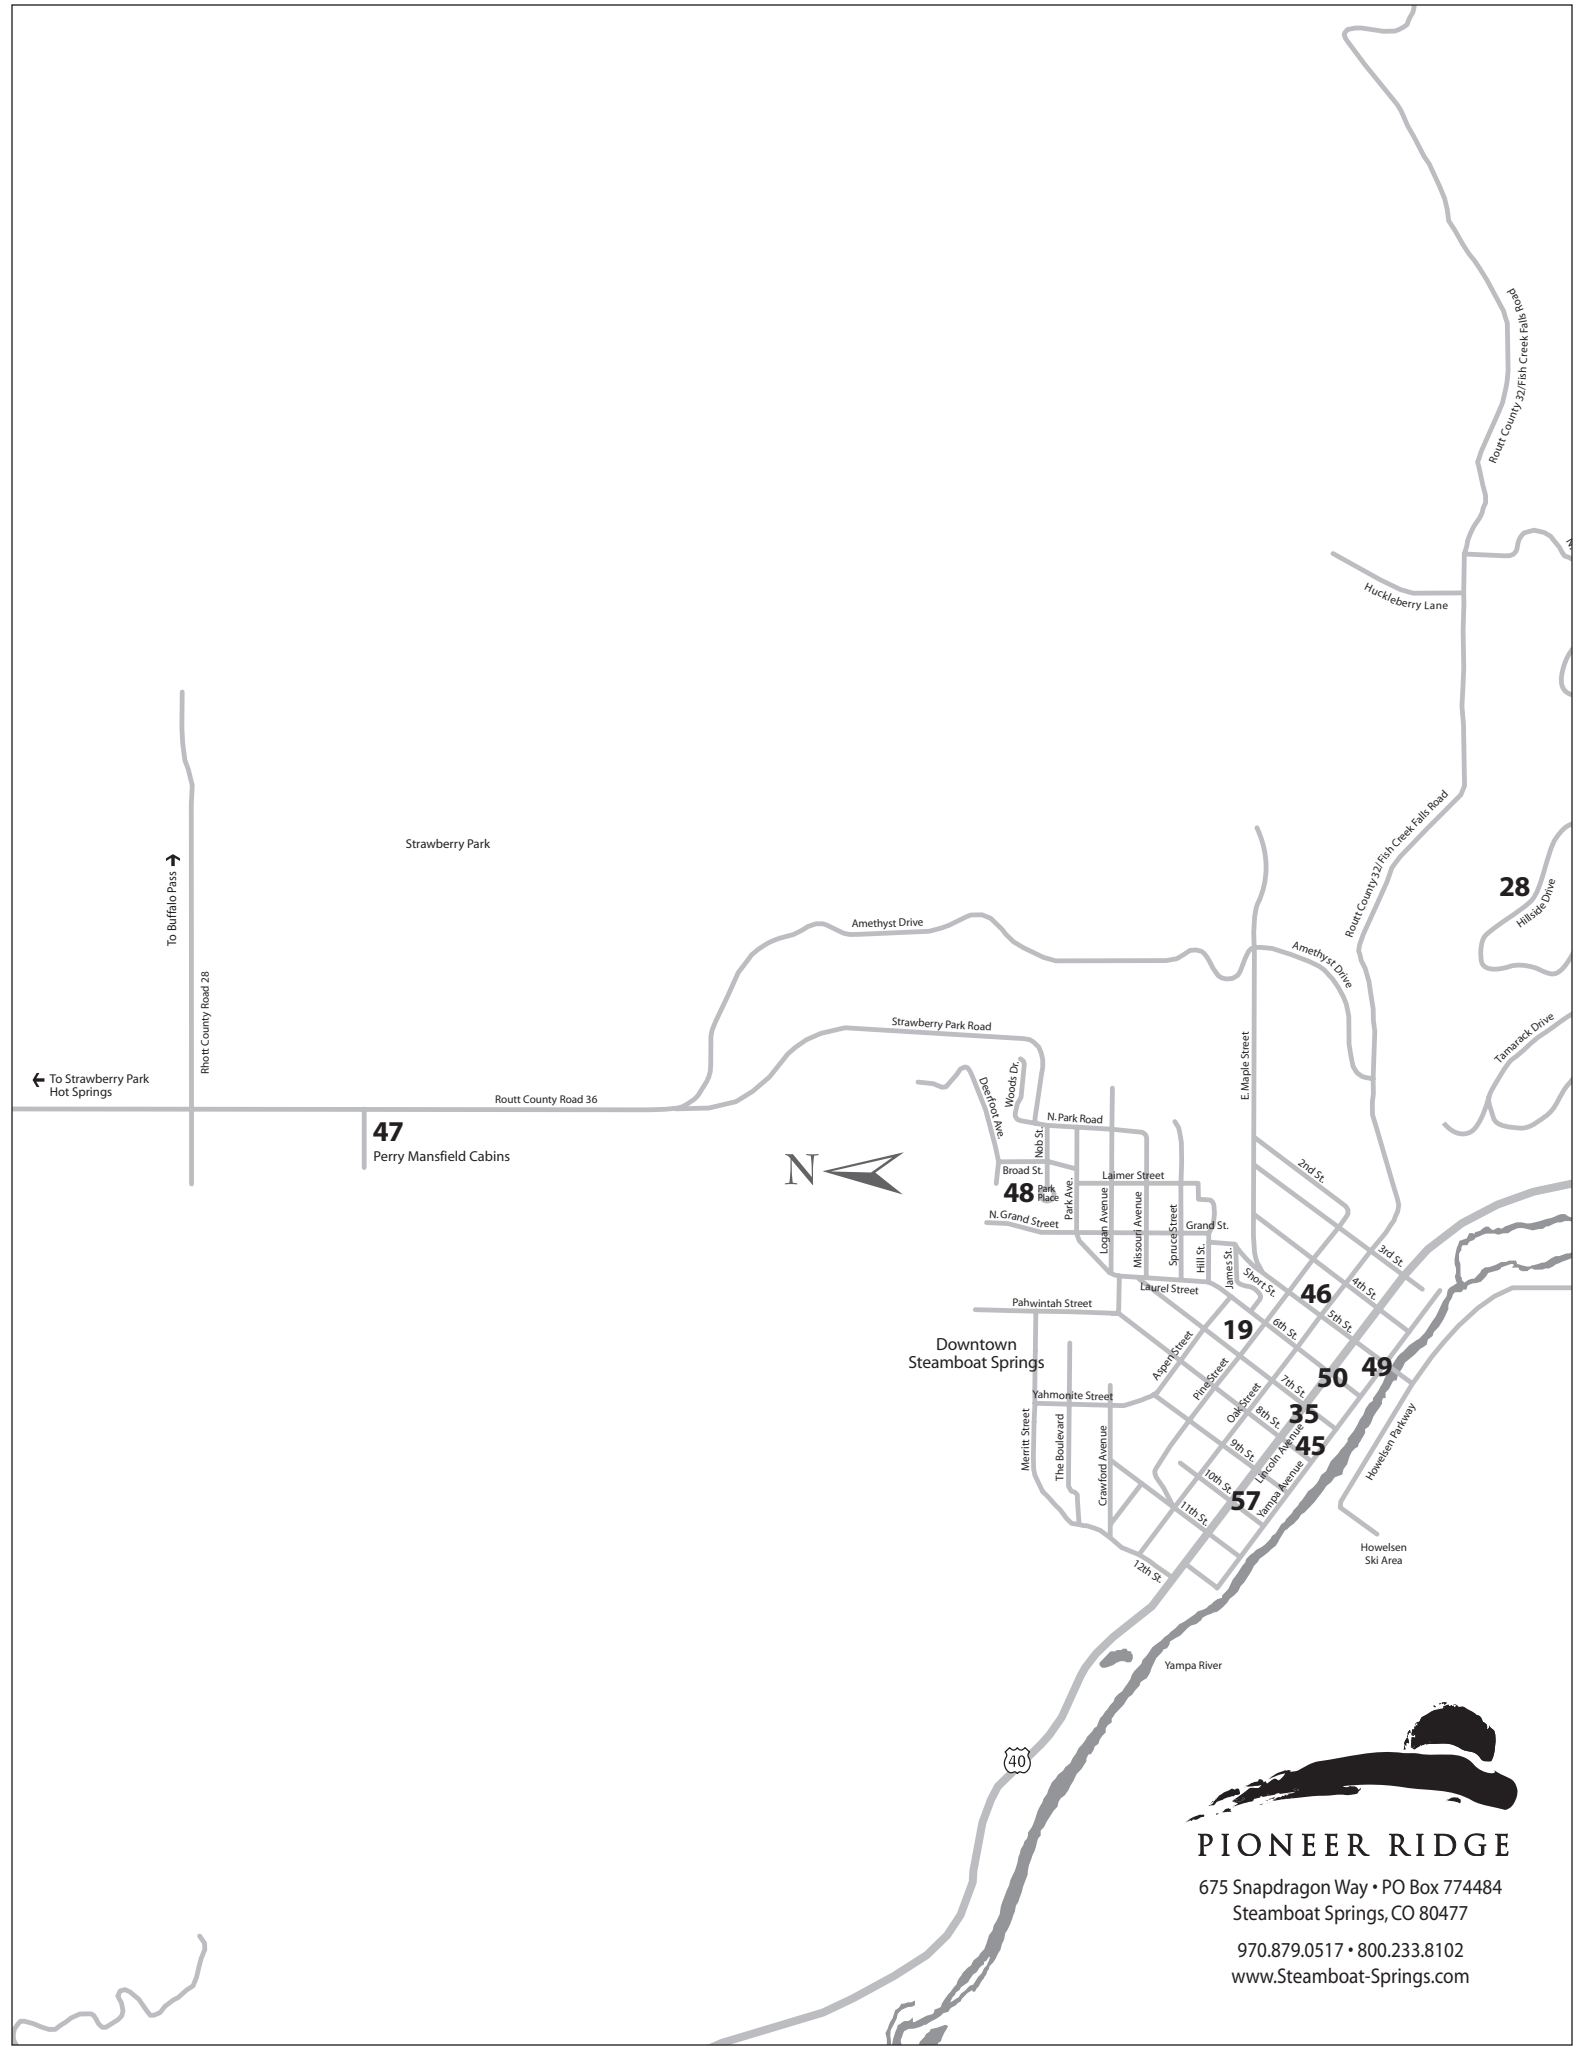 Routt County 32/Fish Creek Falls Road
Huckleberry Lane
Strawberry Park
To Buffalo Pass
Rhott County Road 28
To Strawberry Park
Hot Springs
Routt County Road 36
47
Perry Mansfield Cabins
Amethyst Drive
Routt County 32/ Fish Creek Falls Road
28
Hillside Drive
Amethyst Drive
Tamarack Drive
Strawberry Park Road
E. Maple Street
Deerfoot Ave.
Woods Dr.
N. Park Road
Nob St.
N
Broad St.
48
Park
Place
Park Ave.
Laimer Street
Logan Avenue
Missouri Avenue
Spruce Street
N. Grand Street
Grand St.
Hill St.
James St.
Short St.
Laurel Street
Pahwintah Street
2nd St.
3rd St.
4th St.
5th St.
46
19
6th St.
Downtown
Steamboat Springs
Aspen Street
Pine Street
Oak Street
7th St.
50
49
8th St.
35
45
Lincoln Avenue
Yampa Avenue
Yahmonite Street
Merritt Street
The Boulevard
Crawford Avenue
9th St.
10th St.
57
11th St.
12th St.
Howelsen Parkway
Howelsen
Ski Area
Yampa River
40
PIONEER RIDGE
675 Snapdragon Way • PO Box 774484
Steamboat Springs, CO 80477
970.879.0517 • 800.233.8102
www.Steamboat-Springs.com